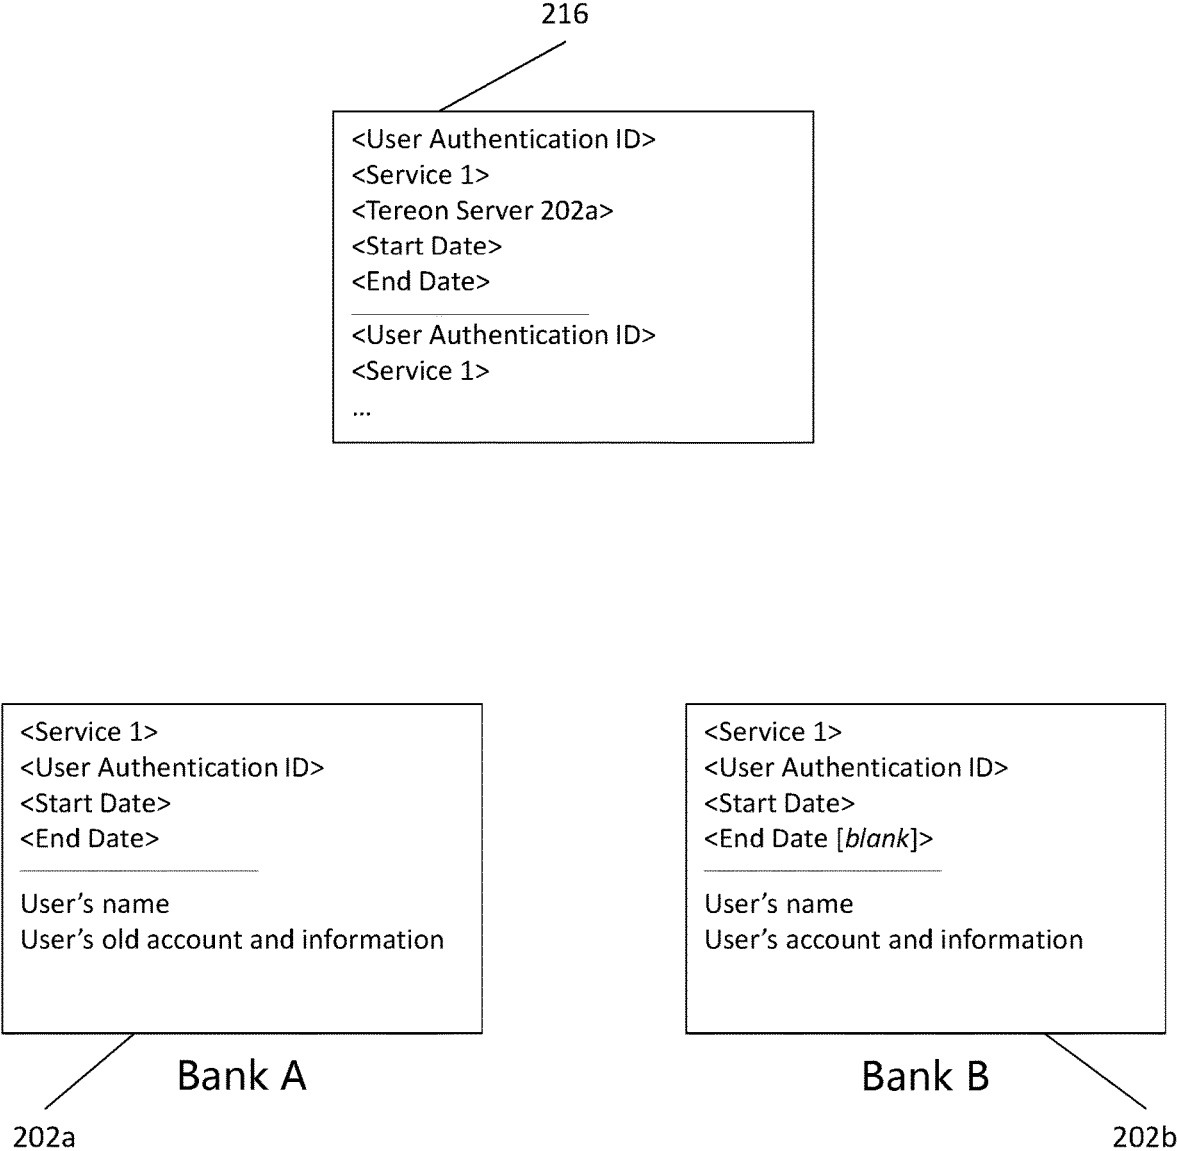 216
<User Authentication ID>
<Service 1>
<Tereon Server 202a>
<Start Date>
<End Date>
<User Authentication ID>
<Service 1>
...
<Service 1>
<User Authentication ID>
<Start Date>
<End Date>
User’s name
User’s old account and information
Bank A
202a
<Service 1>
<User Authentication ID>
<Start Date>
<End Date [blank]>
User’s name
User’s account and information
Bank B
202b